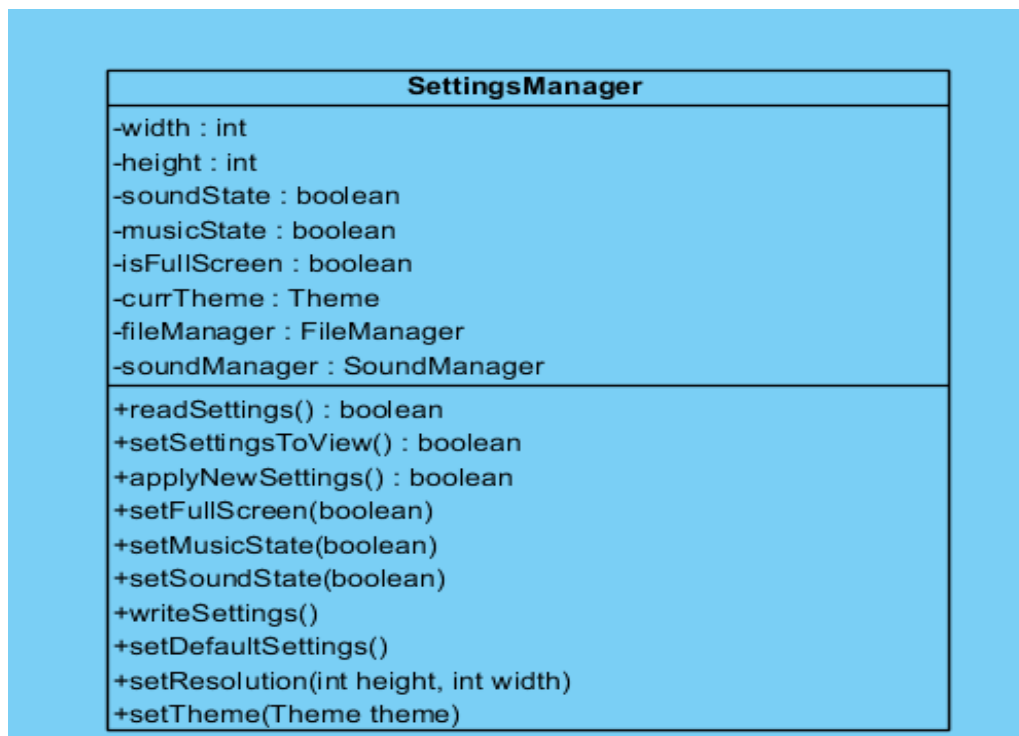 SettingsManager
-width : int
-height : int
-soundState : boolean
-musicState : boolean
-isFullScreen : boolean
-currTheme : Theme
-fileManager : FileManager
-soundManager : SoundManager
+readSettings() : boolean
+setSettingsToView() : boolean
+applyNewSettings() : boolean
+setFullScreen(boolean)
+setMusicState(boolean)
+setSoundState(boolean)
+writeSettings()
+setDefaultSettings()
+setResolution(int height, int width)
+setTheme(Theme theme)